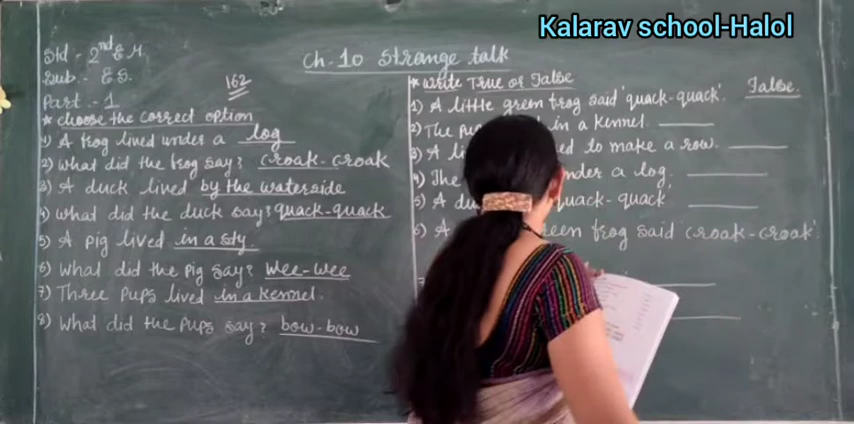 Kalarav school-Halol
Std - 2nd E.M.
Sub. - E.S.
Part - 1
162
Ch-10 Strange talk
* choose the correct option
1) A frog lived under a log
2) What did the frog say? croak-croak
3) A duck lived by the waterside
4) What did the duck say? quack-quack
5) A pig lived in a sty.
6) What did the pig say? wee-wee
7) Three pups lived in a kennel.
8) What did the pups say? bow-bow
* Write True or False
1) A little green frog said 'quack-quack'. False.
2) The in a kennel.
3) A to make a row.
4) The a log.
5) A quack-quack'
6) A frog said 'croak-croak'.